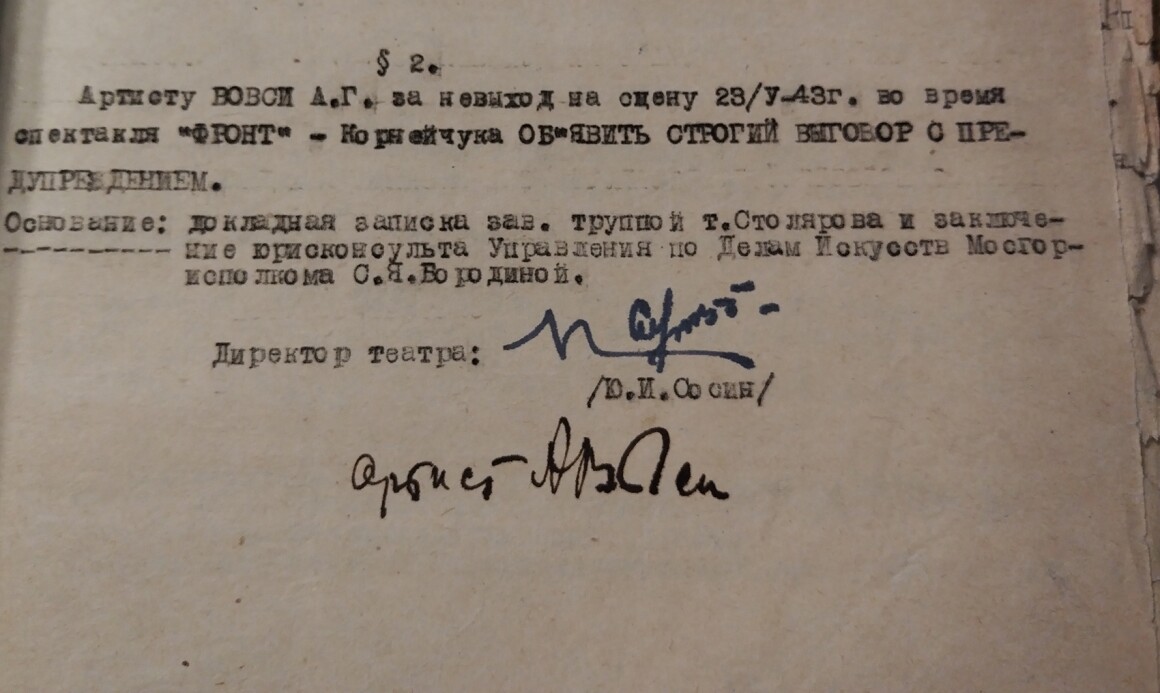 § 2.
Артисту ВОВСИ А.Г. за невыход на сцену 23/У-43г. во время
спектакля "ФРОНТ" - Корнейчука ОБ"ЯВИТЬ СТРОГИЙ ВЫГОВОР С ПРЕ-
ДУПРЕЖДЕНИЕМ.
Основание: докладная записка зав. труппой т.Столярова и заключе-
ние юрисконсульта Управления по Делам Искусств Мосгор-
исполкома С.Я.Бородиной.
Директор театра:
/Ю.И.Сосин/
артист